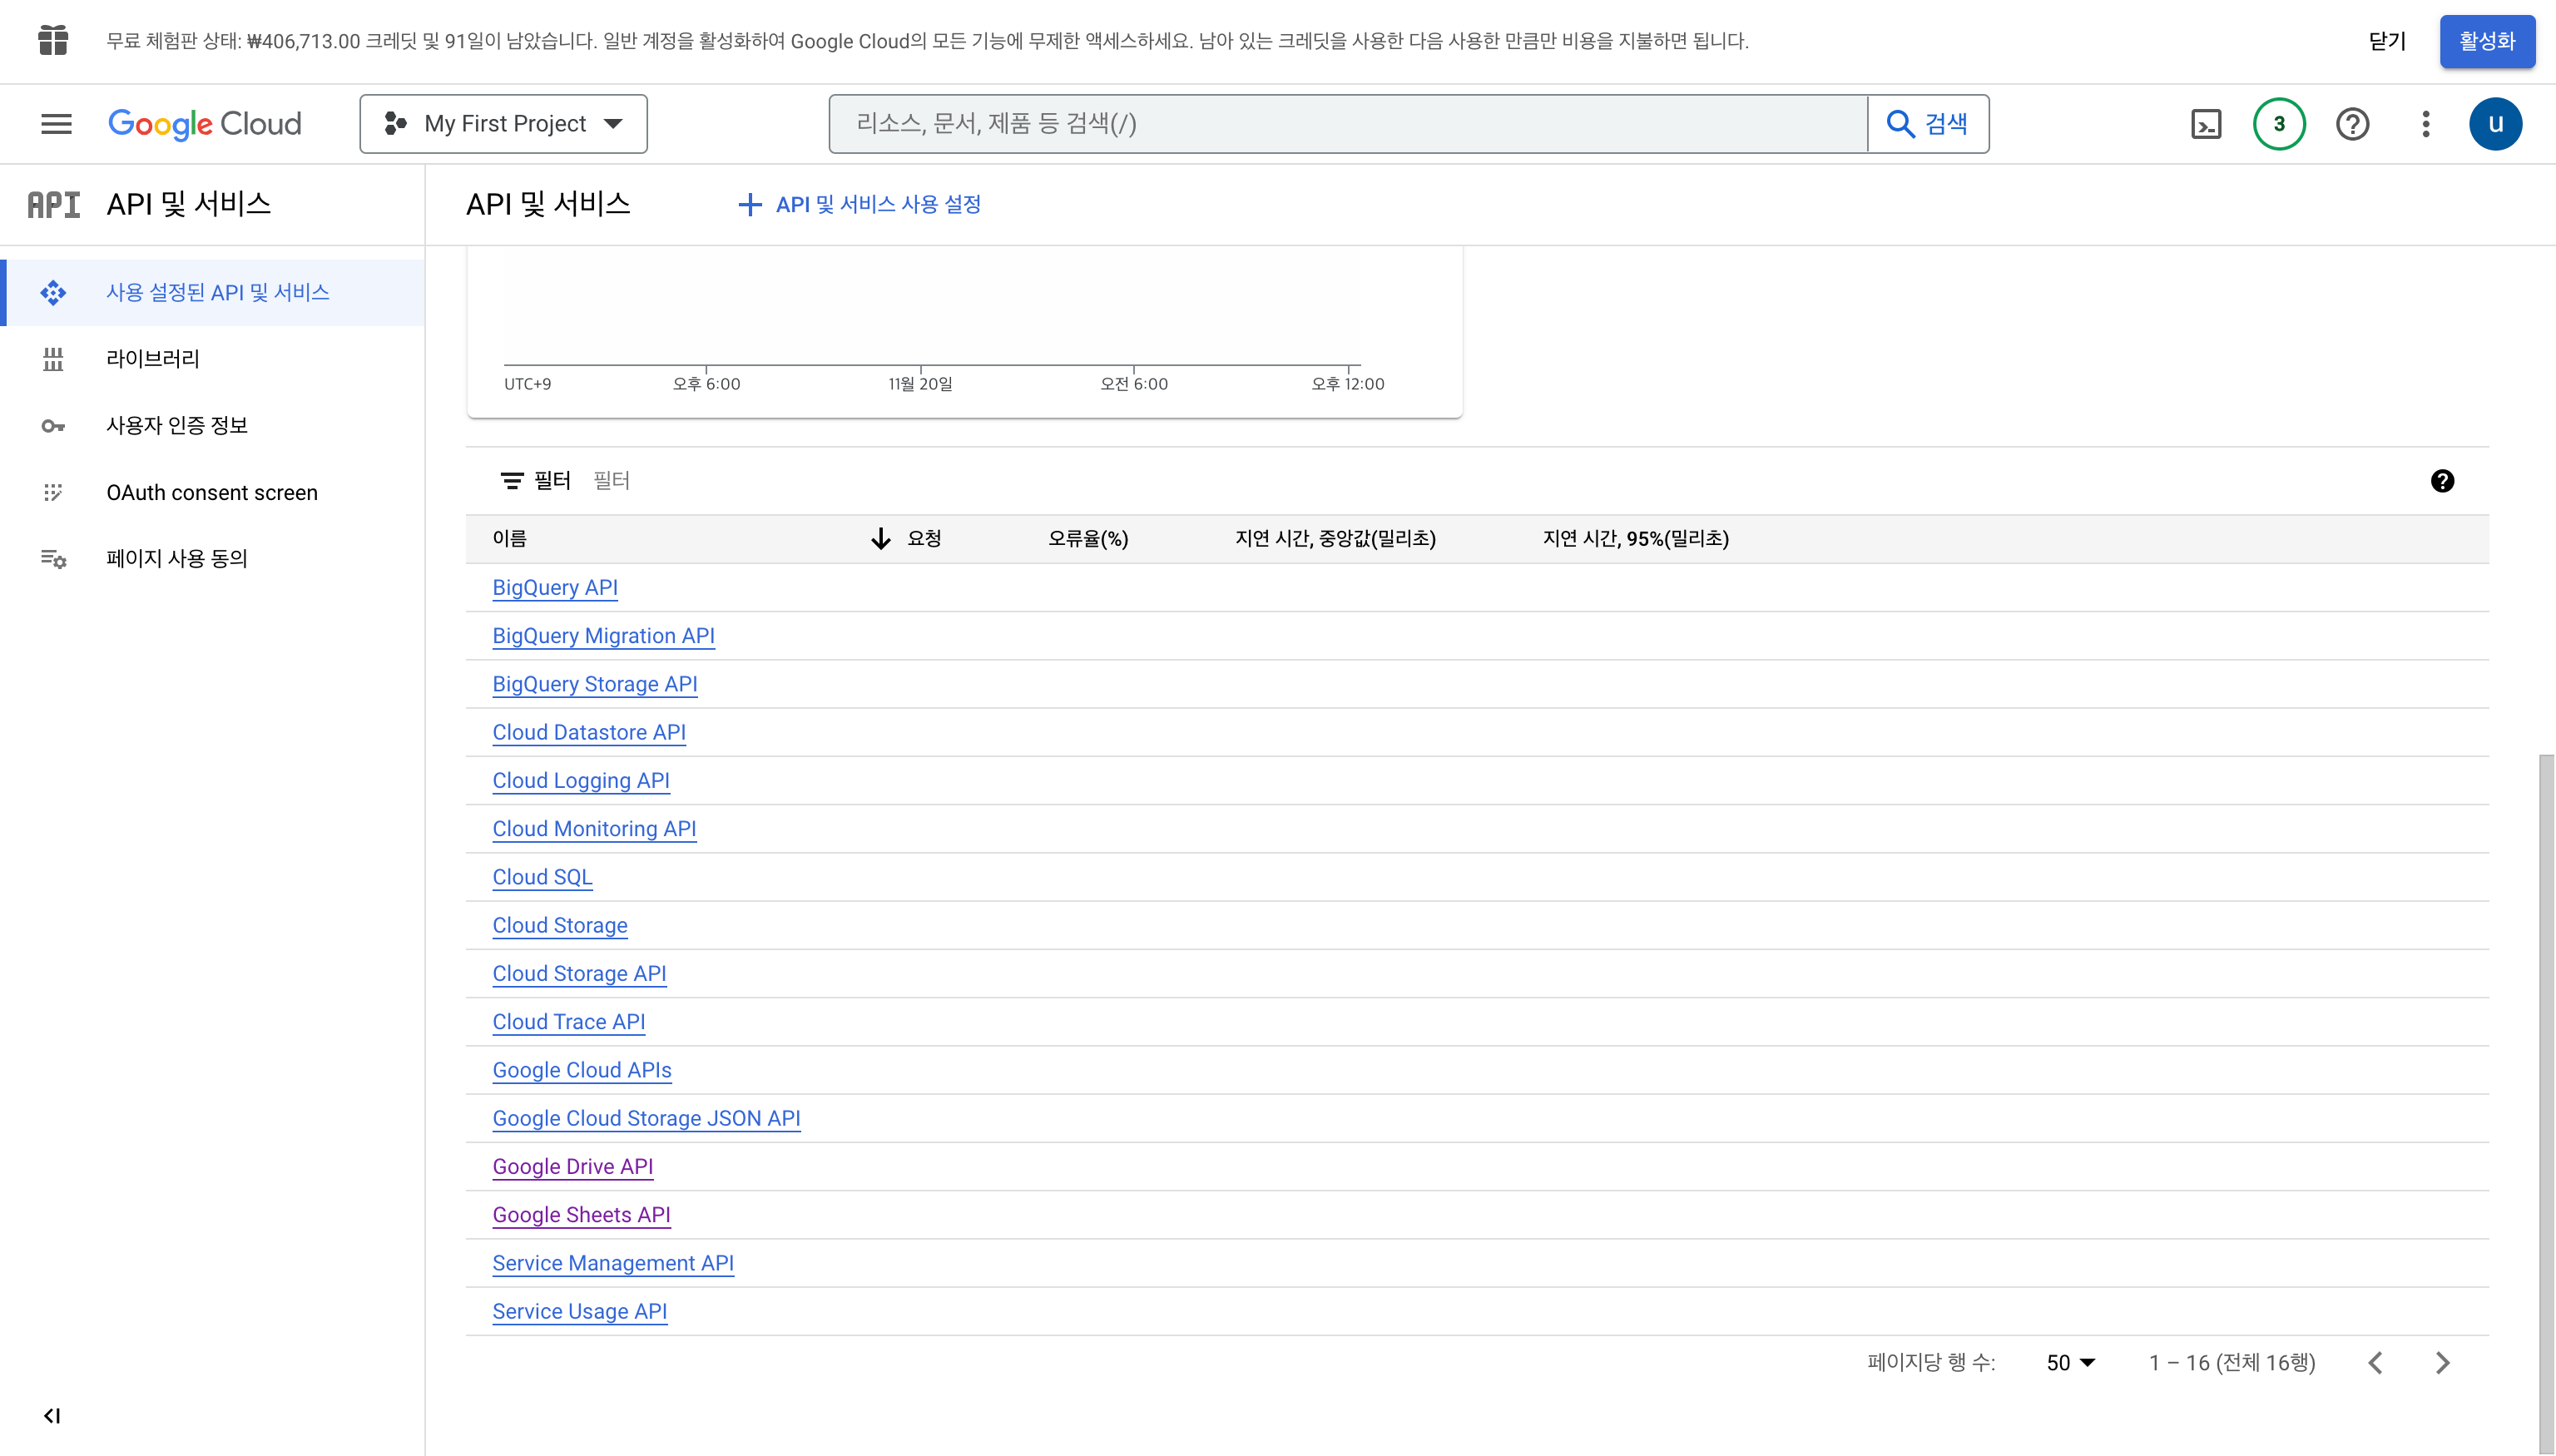 무료 체험판 상태: ₩406,713.00 크레딧 및 91일이 남았습니다. 일반 계정을 활성화하여 Google Cloud의 모든 기능에 무제한 액세스하세요. 남아 있는 크레딧을 사용한 다음 사용한 만큼만 비용을 지불하면 됩니다.
닫기
활성화
Google Cloud
My First Project
리소스, 문서, 제품 등 검색(/)
검색
3
u
API
API 및 서비스
API 및 서비스
API 및 서비스 사용 설정
사용 설정된 API 및 서비스
라이브러리
사용자 인증 정보
OAuth consent screen
페이지 사용 동의
UTC+9
오후 6:00
11월 20일
오전 6:00
오후 12:00
필터
필터
이름
요청
오류율(%)
지연 시간, 중앙값(밀리초)
지연 시간, 95%(밀리초)
BigQuery API
BigQuery Migration API
BigQuery Storage API
Cloud Datastore API
Cloud Logging API
Cloud Monitoring API
Cloud SQL
Cloud Storage
Cloud Storage API
Cloud Trace API
Google Cloud APIs
Google Cloud Storage JSON API
Google Drive API
Google Sheets API
Service Management API
Service Usage API
페이지당 행 수:
50
1 – 16 (전체 16행)